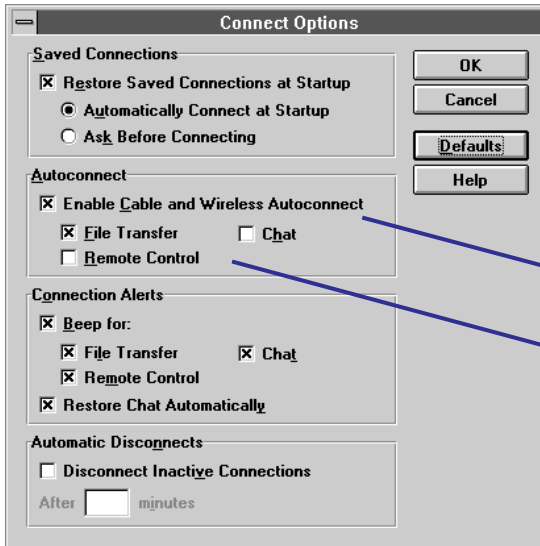 Connect Options
Saved Connections
Restore Saved Connections at Startup
Automatically Connect at Startup
Ask Before Connecting
OK
Cancel
Defaults
Help
Autoconnect
Enable Cable and Wireless Autoconnect
File Transfer
Chat
Remote Control
Connection Alerts
Beep for:
File Transfer
Chat
Remote Control
Restore Chat Automatically
Automatic Disconnects
Disconnect Inactive Connections
After minutes